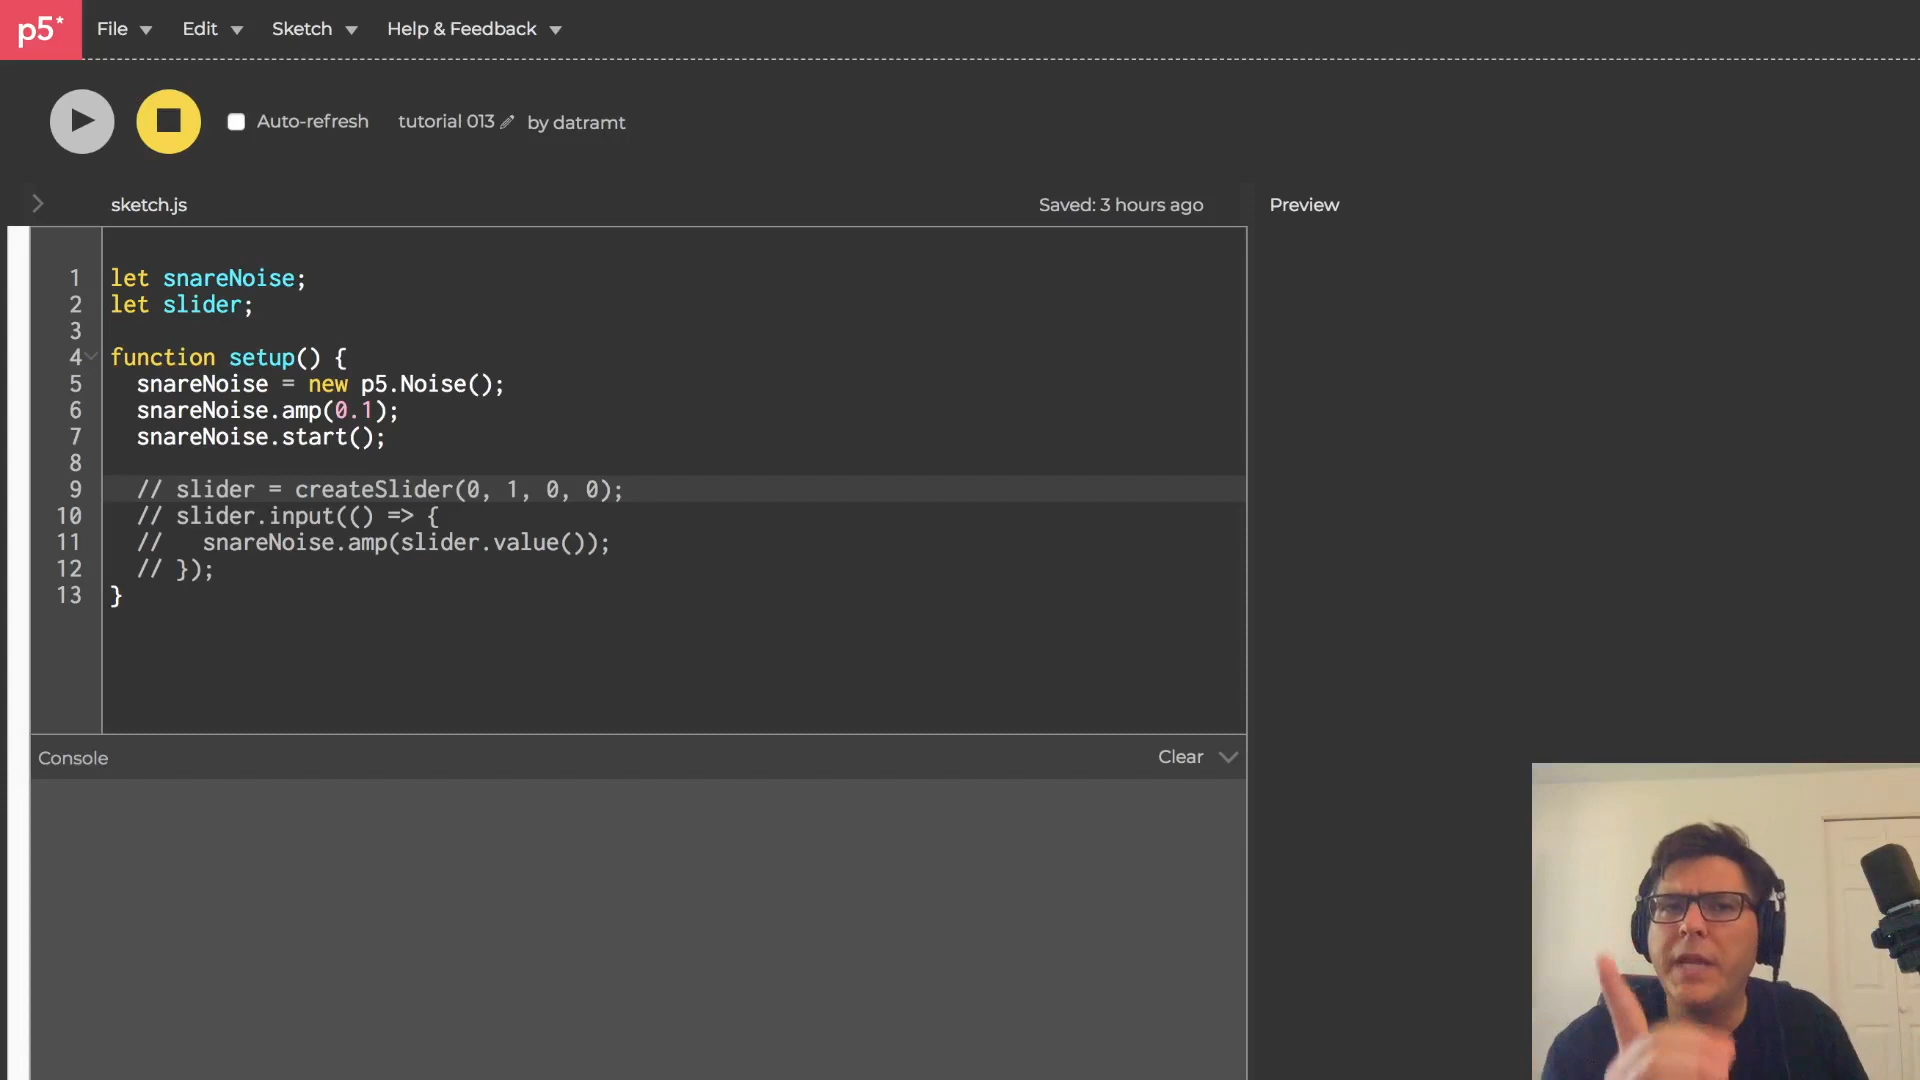 p5* File Edit Sketch Help & Feedback
Auto-refresh tutorial 013 by datramt
sketch.js Saved: 3 hours ago Preview
1 let snareNoise;
2 let slider;
3
4 function setup() {
5 snareNoise = new p5.Noise();
6 snareNoise.amp(0.1);
7 snareNoise.start();
8
9 // slider = createSlider(0, 1, 0, 0);
10 // slider.input(() => {
11 // snareNoise.amp(slider.value());
12 // });
13 }
Console Clear